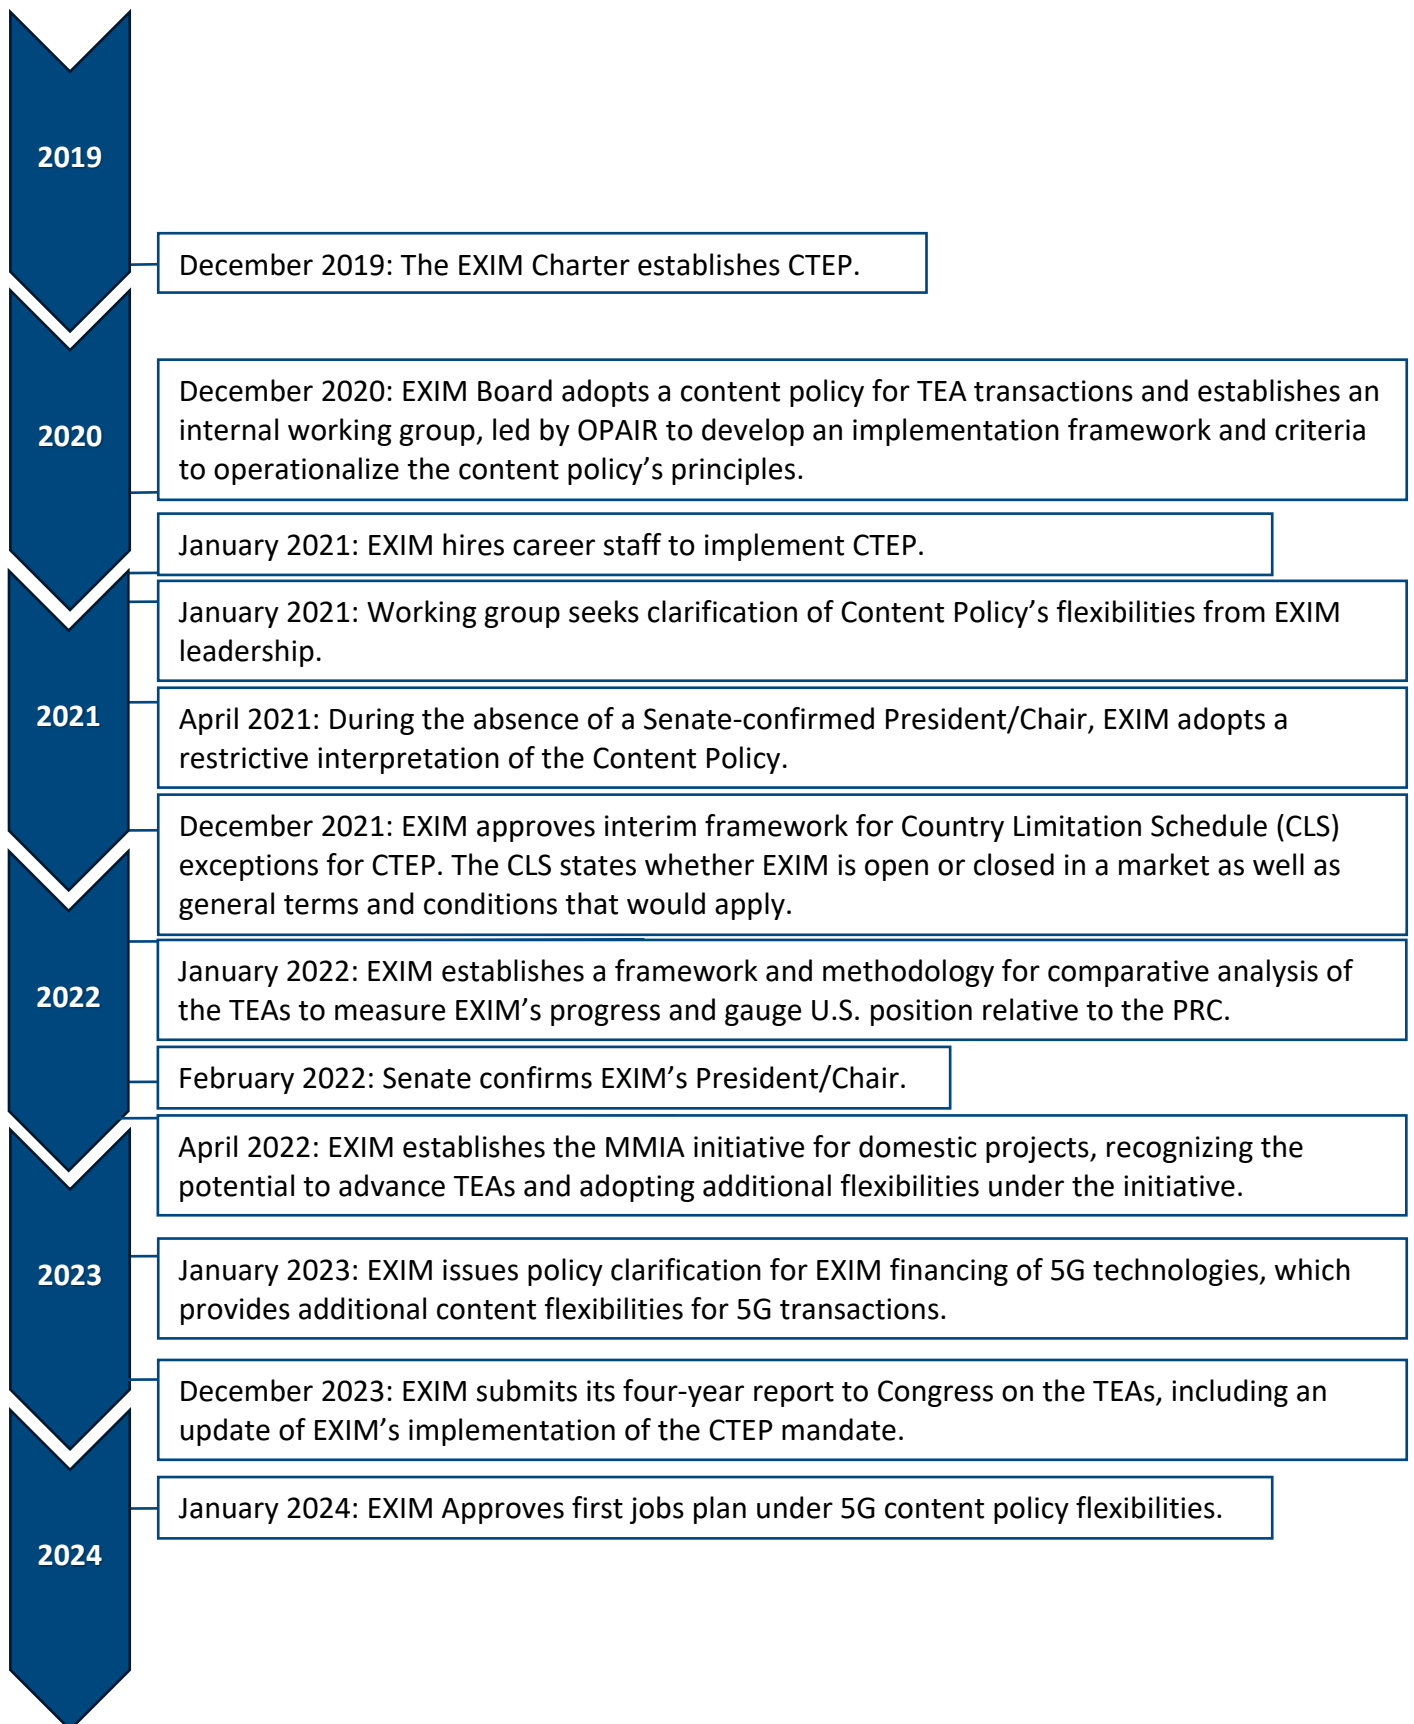 2019
December 2019: The EXIM Charter establishes CTEP.
2020
December 2020: EXIM Board adopts a content policy for TEA transactions and establishes an
internal working group, led by OPAIR to develop an implementation framework and criteria
to operationalize the content policy’s principles.
January 2021: EXIM hires career staff to implement CTEP.
January 2021: Working group seeks clarification of Content Policy’s flexibilities from EXIM
leadership.
2021
April 2021: During the absence of a Senate-confirmed President/Chair, EXIM adopts a
restrictive interpretation of the Content Policy.
December 2021: EXIM approves interim framework for Country Limitation Schedule (CLS)
exceptions for CTEP. The CLS states whether EXIM is open or closed in a market as well as
general terms and conditions that would apply.
2022
January 2022: EXIM establishes a framework and methodology for comparative analysis of
the TEAs to measure EXIM’s progress and gauge U.S. position relative to the PRC.
February 2022: Senate confirms EXIM’s President/Chair.
April 2022: EXIM establishes the MMIA initiative for domestic projects, recognizing the
potential to advance TEAs and adopting additional flexibilities under the initiative.
2023
January 2023: EXIM issues policy clarification for EXIM financing of 5G technologies, which
provides additional content flexibilities for 5G transactions.
December 2023: EXIM submits its four-year report to Congress on the TEAs, including an
update of EXIM’s implementation of the CTEP mandate.
January 2024: EXIM Approves first jobs plan under 5G content policy flexibilities.
2024